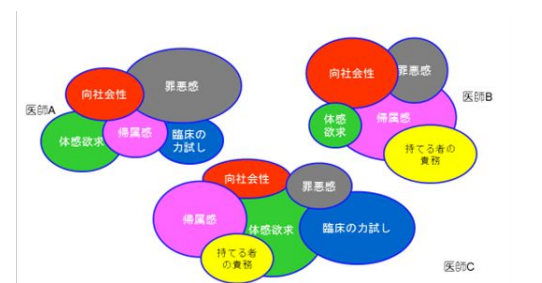 医師A
向社会性
罪悪感
体感欲求
帰属感
臨床の
力試し
向社会性
罪悪感
医師B
体感
欲求
帰属感
持てる者の
責務
向社会性
罪悪感
帰属感
体感欲求
臨床の力試し
持てる者
の責務
医師C